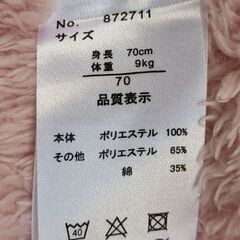 No. 872711
サイズ
身長 70cm
体重 9kg
70
品質表示
本体 ポリエステル 100%
その他 ポリエステル 65%
綿 35%
40